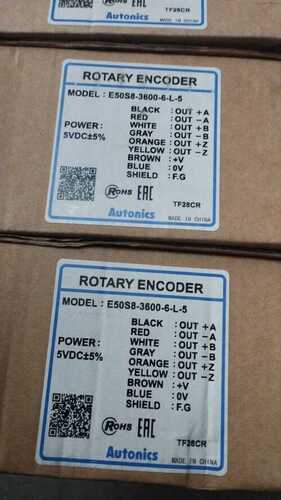 Autonics
MADE IN CHINA
TF28CR
ROTARY ENCODER
MODEL : E50S8-3600-6-L-5
POWER :
5VDC±5%
BLACK : OUT +A
RED : OUT -A
WHITE : OUT +B
GRAY : OUT -B
ORANGE : OUT +Z
YELLOW : OUT -Z
BROWN : +V
BLUE : 0V
SHIELD : F.G
RoHS EAC
TF28CR
Autonics
MADE IN CHINA
ROTARY ENCODER
MODEL : E50S8-3600-6-L-5
POWER :
5VDC±5%
BLACK : OUT +A
RED : OUT -A
WHITE : OUT +B
GRAY : OUT -B
ORANGE : OUT +Z
YELLOW : OUT -Z
BROWN : +V
BLUE : 0V
SHIELD : F.G
RoHS EAC
TF28CR
Autonics
MADE IN CHINA